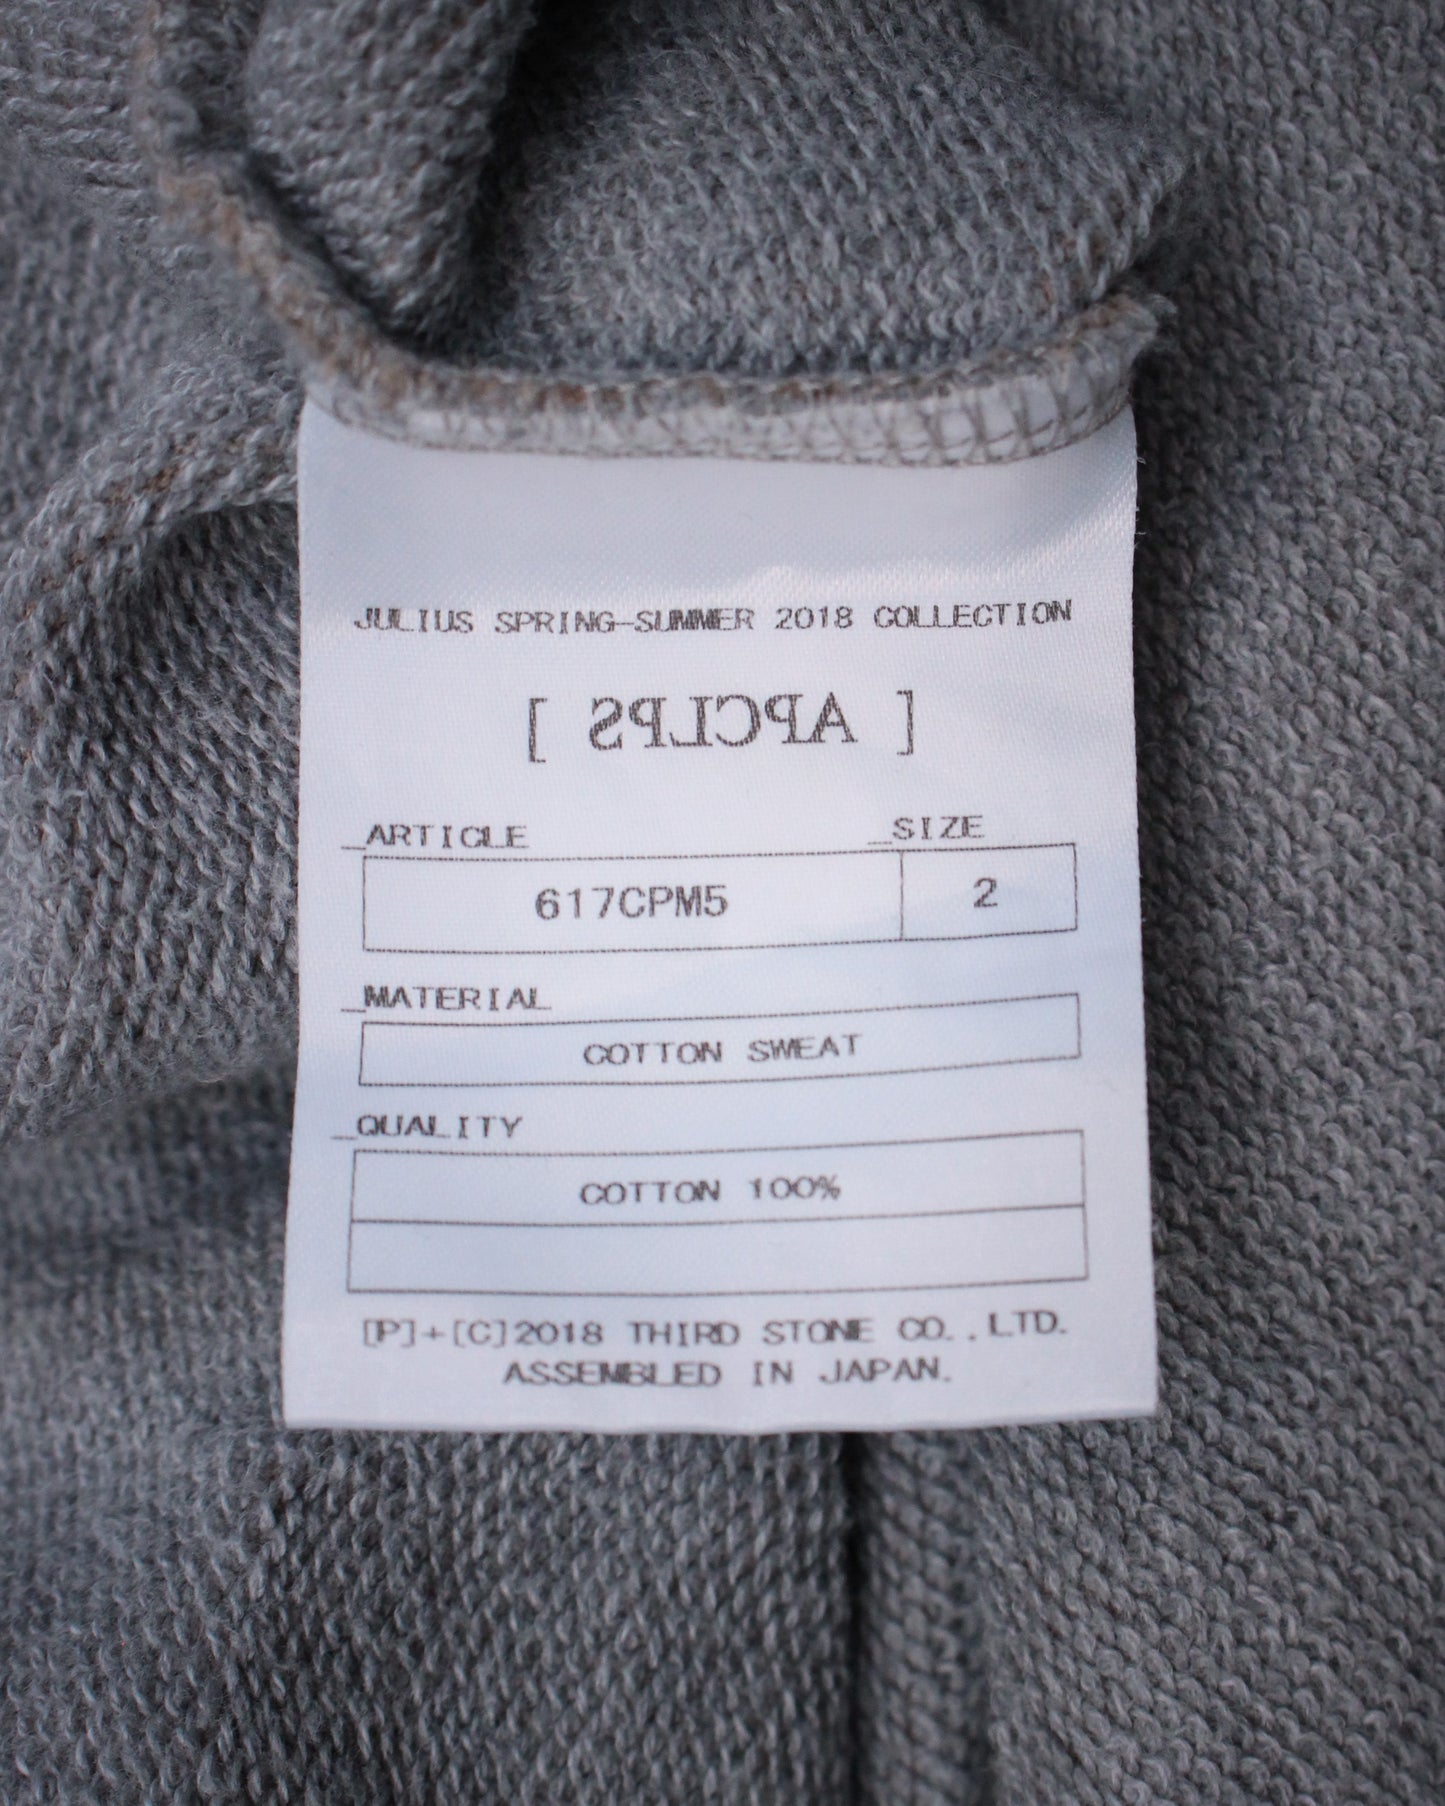 JULIUS SPRING-SUMMER 2018 COLLECTION
[ APCLPS ]
_ARTICLE _SIZE
617CPM5 2
_MATERIAL
COTTON SWEAT
_QUALITY
COTTON 100%
[P]+[C]2018 THIRD STONE CO.,LTD.
ASSEMBLED IN JAPAN.